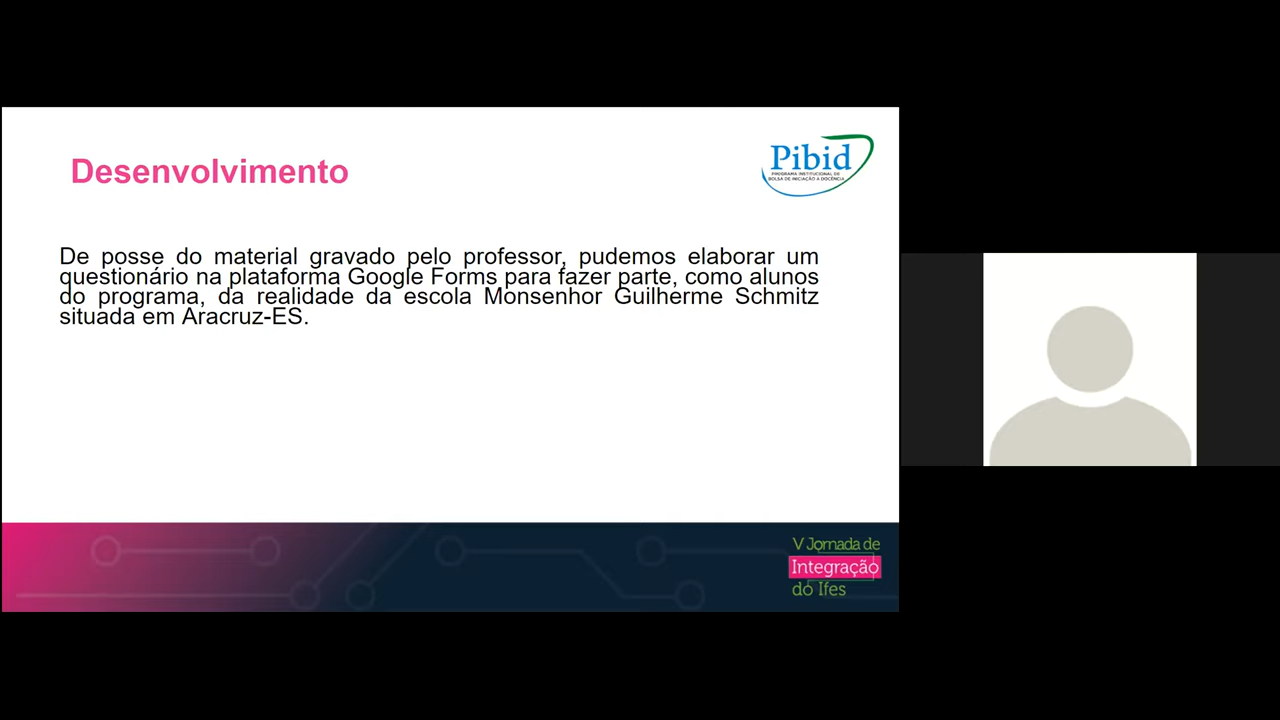 Desenvolvimento
Pibid
PROGRAMA INSTITUCIONAL DE
BOLSA DE INICIAÇÃO À DOCÊNCIA
De posse do material gravado pelo professor, pudemos elaborar um
questionário na plataforma Google Forms para fazer parte, como alunos
do programa, da realidade da escola Monsenhor Guilherme Schmitz
situada em Aracruz-ES.
V Jornada de
Integração
do Ifes